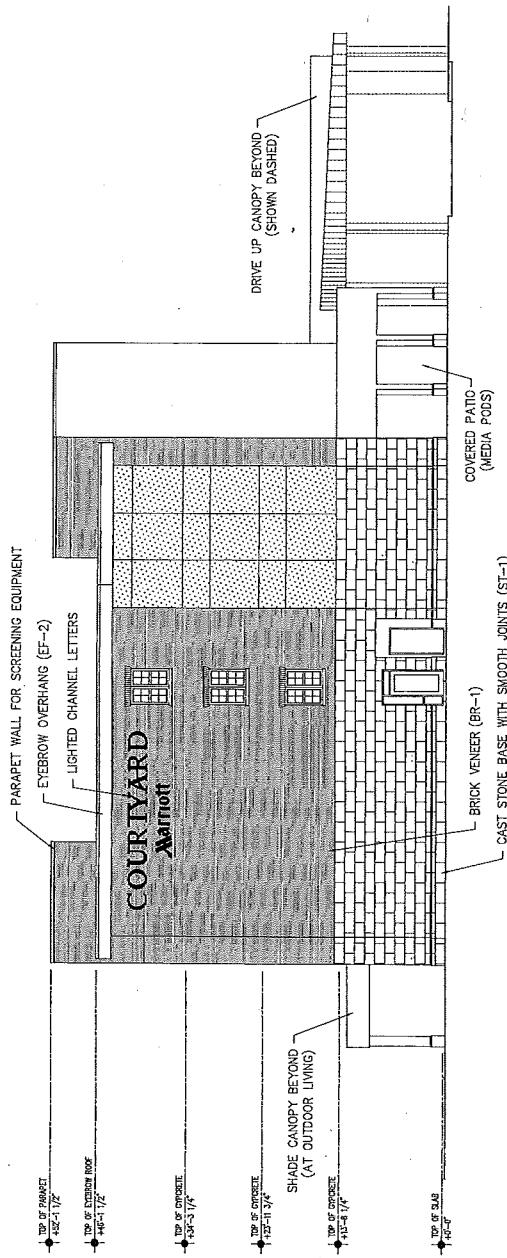 PARAPET WALL FOR SCREENING EQUIPMENT
EYEBROW OVERHANG (EF-2)
LIGHTED CHANNEL LETTERS
COURTYARD
Marriott
DRIVE UP CANOPY BEYOND
(SHOWN DASHED)
TOP OF PARAPET
+52'-1 1/2"
TOP OF EYEBROW ROOF
+46'-1 1/2"
TOP OF GYPCRETE
+34'-3 1/4"
TOP OF GYPCRETE
+23'-11 3/4"
TOP OF GYPCRETE
+13'-8 1/4"
TOP OF SLAB
+0'-0"
SHADE CANOPY BEYOND
(AT OUTDOOR LIVING)
BRICK VENEER (BR-1)
CAST STONE BASE WITH SMOOTH JOINTS (ST-1)
COVERED PATIO
(MEDIA PODS)